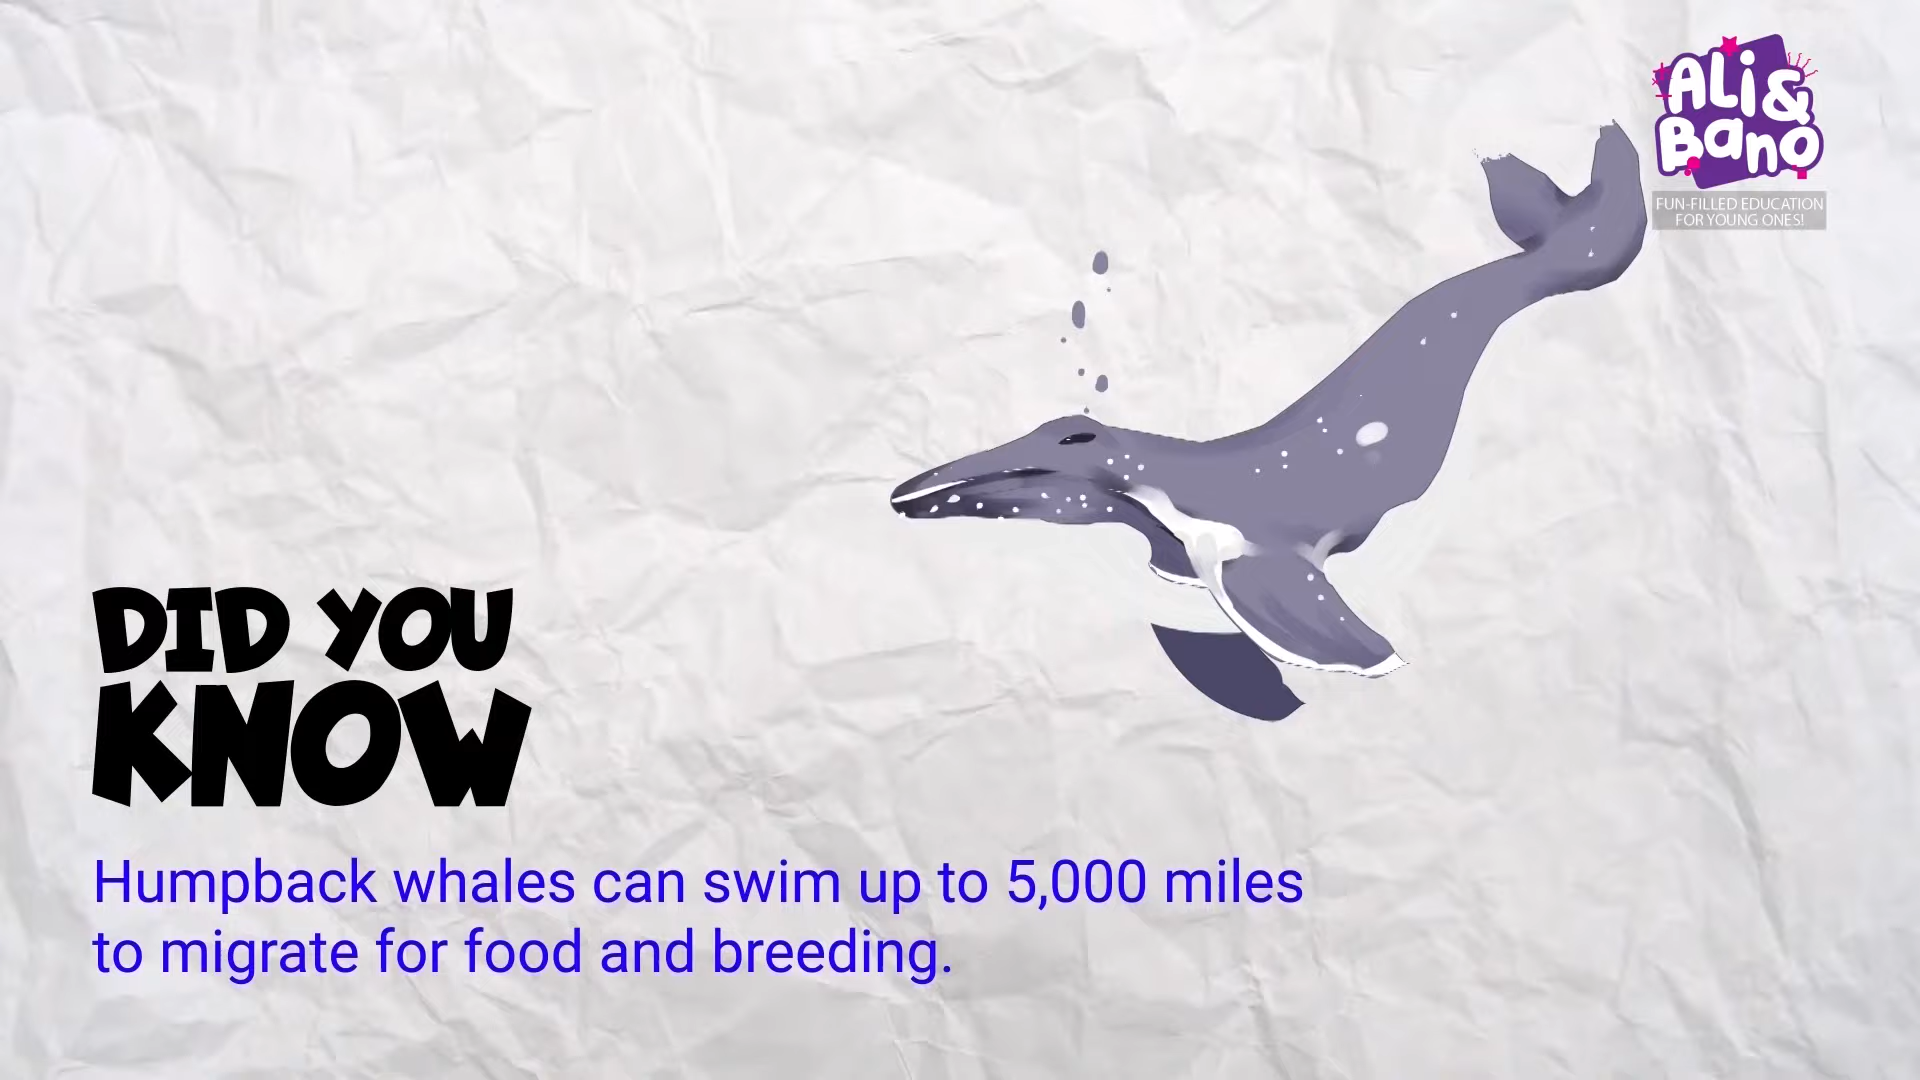 ALi &
Bano
FUN-FILLED EDUCATION
FOR YOUNG ONES!
DID YOU
KNOW
Humpback whales can swim up to 5,000 miles
to migrate for food and breeding.